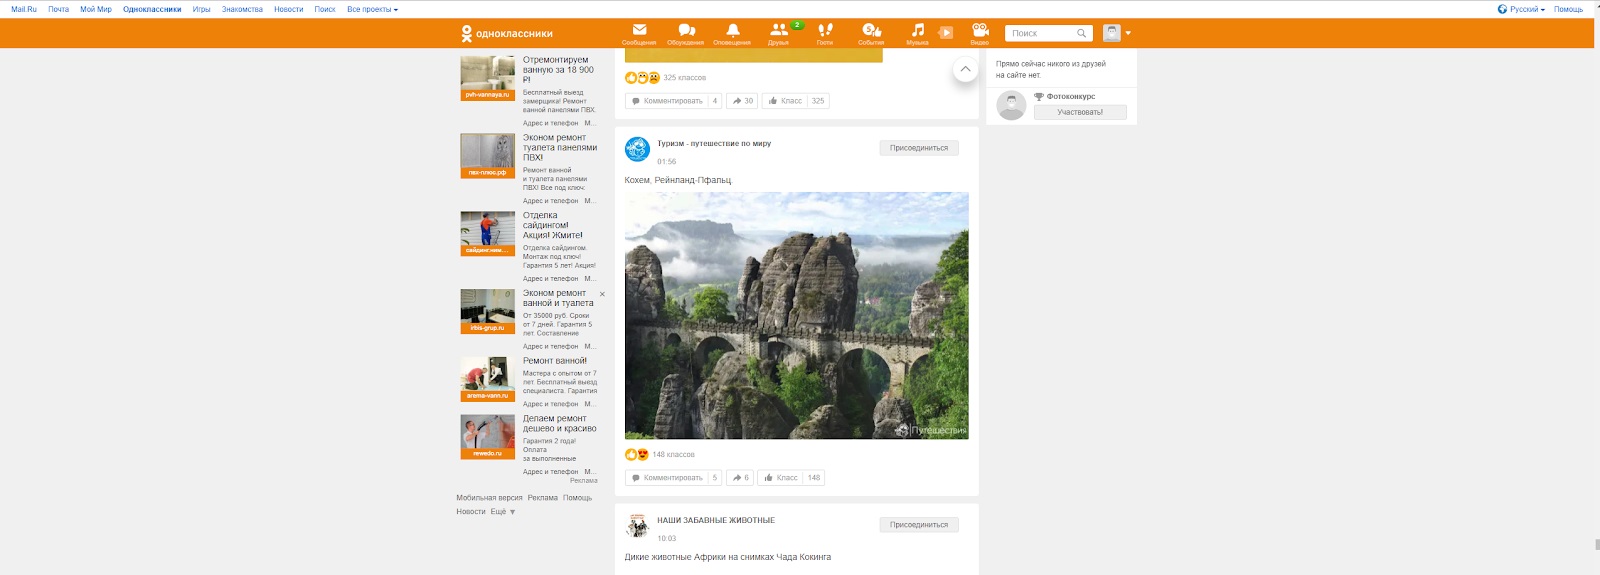 Mail.Ru Почта Мой Мир Одноклассники Игры Знакомства Новости Поиск Все проекты
Русский Помощь
одноклассники
Сообщения Обсуждения Оповещения Друзья 2 Гости События Музыка Видео
Поиск
Отремонтируем
ванную за 18 900
₽!
pvh-vannaya.ru
Бесплатный выезд
замерщика! Ремонт
ванной панелями ПВХ.
Адрес и телефон М...
Эконом ремонт
туалета панелями
ПВХ!
пвх-плюс.рф
Ремонт ванной
и туалета панелями
ПВХ! Все под ключ:
Адрес и телефон М...
Отделка
сайдингом!
Акция! Жмите!
Отделка сайдингом.
Монтаж под ключ!
Гарантия 5 лет! Акция!
Адрес и телефон М...
Эконом ремонт
ванной и туалета
irbis-grup.ru
От 35000 руб. Сроки
от 7 дней. Гарантия 5
лет. Составление
Адрес и телефон М...
Ремонт ванной!
Мастера с опытом от 7
лет. Бесплатный выезд
специалиста. Гарантия
arema-vann.ru
Адрес и телефон М...
Делаем ремонт
дешево и красиво
rewedo.ru
Гарантия 2 года!
Оплата
за выполненные
Адрес и телефон М...
Реклама
Мобильная версия Реклама Помощь
Новости Ещё
325 классов
Комментировать 4 30 Класс 325
Туризм - путешествие по миру
Присоединиться
01:56
Кохем, Рейнланд-Пфальц.
Путешествия
148 классов
Комментировать 5 6 Класс 148
НАШИ ЗАБАВНЫЕ ЖИВОТНЫЕ
Присоединиться
10:03
Дикие животные Африки на снимках Чада Кокинга
Прямо сейчас никого из друзей
на сайте нет.
Фотоконкурс
Участвовать!